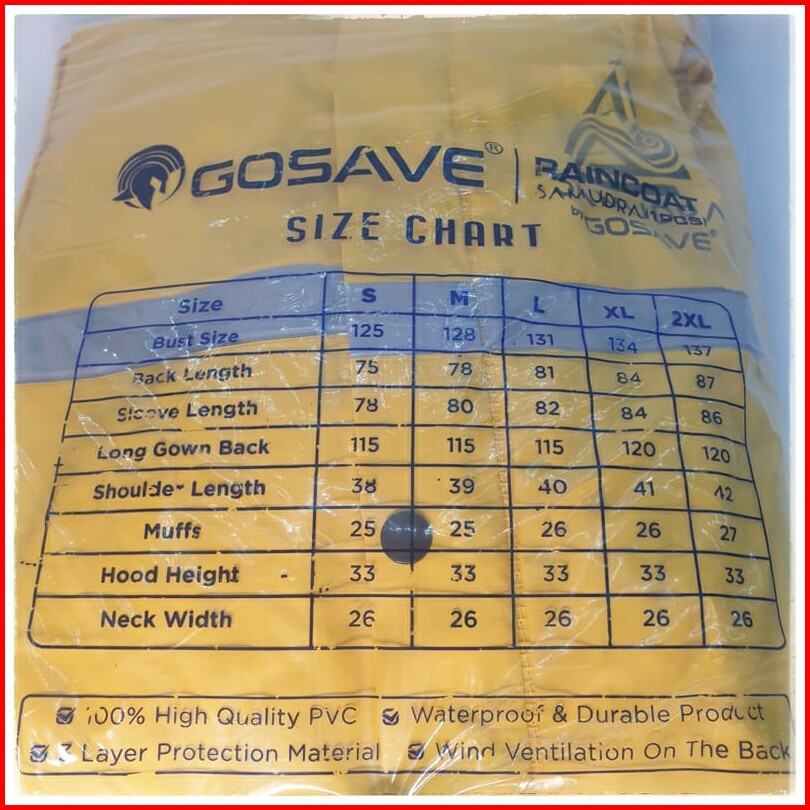 GOSAVE® | RAINCOAT
SAMUDRA (1PCS)
by GOSAVE®
SIZE CHART
Size S M L XL 2XL
Bust Size 125 128 131 134 137
Back Length 75 78 81 84 87
Sleeve Length 78 80 82 84 86
Long Gown Back 115 115 115 120 120
Shoulder Length 38 39 40 41 42
Muffs 25 25 26 26 27
Hood Height 33 33 33 33 33
Neck Width 26 26 26 26 26
100% High Quality PVC Waterproof & Durable Product
3 Layer Protection Material Wind Ventilation On The Back